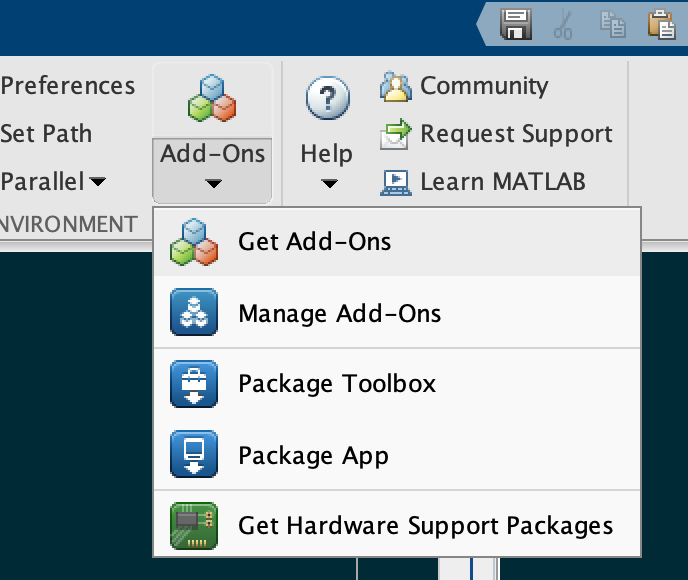 Preferences
Set Path
Parallel
NVIRONMENT
Add-Ons
?
Help
Community
Request Support
Learn MATLAB
Get Add-Ons
Manage Add-Ons
Package Toolbox
Package App
Get Hardware Support Packages